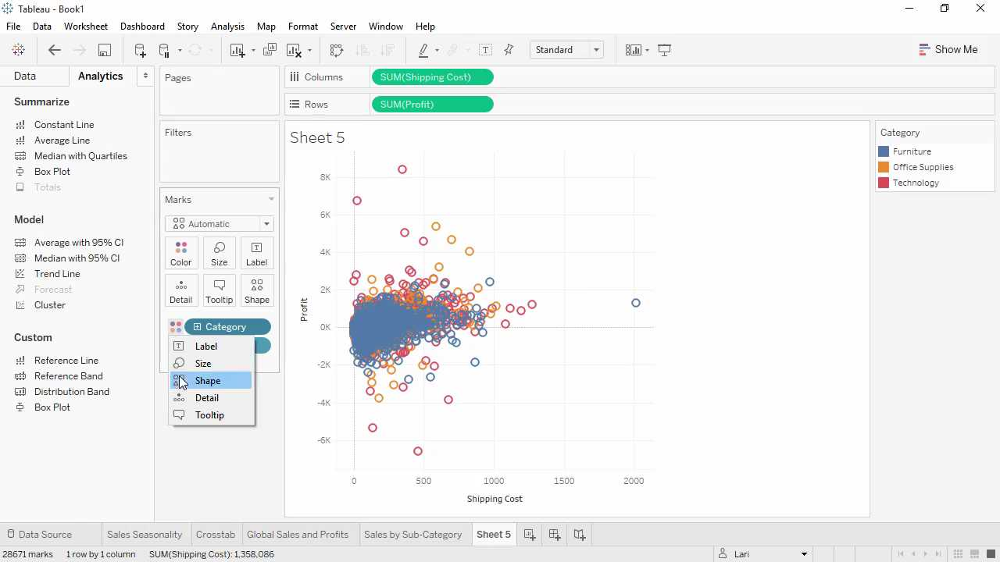 Tableau - Book1
File Data Worksheet Dashboard Story Analysis Map Format Server Window Help
Standard
Show Me
Data
Analytics
Summarize
Constant Line
Average Line
Median with Quartiles
Box Plot
Totals
Model
Average with 95% CI
Median with 95% CI
Trend Line
Forecast
Cluster
Custom
Reference Line
Reference Band
Distribution Band
Box Plot
Pages
Filters
Marks
Automatic
Color
Size
Label
Detail
Tooltip
Shape
Category
Label
Size
Shape
Detail
Tooltip
Columns
SUM(Shipping Cost)
Rows
SUM(Profit)
Sheet 5
8K
6K
4K
2K
0K
-2K
-4K
-6K
Profit
0 500 1000 1500 2000
Shipping Cost
Category
Furniture
Office Supplies
Technology
Data Source
Sales Seasonality
Crosstab
Global Sales and Profits
Sales by Sub-Category
Sheet 5
28671 marks
1 row by 1 column
SUM(Shipping Cost): 1,358,086
Lari